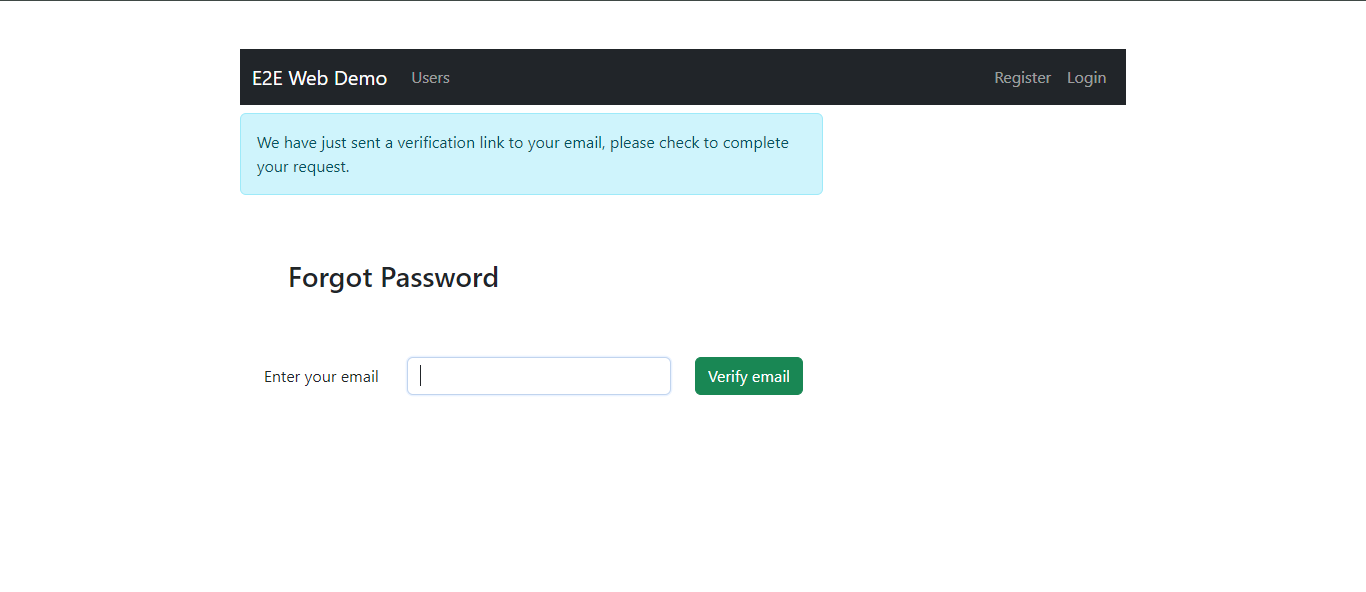 E2E Web Demo Users Register Login
We have just sent a verification link to your email, please check to complete
your request.
Forgot Password
Enter your email Verify email